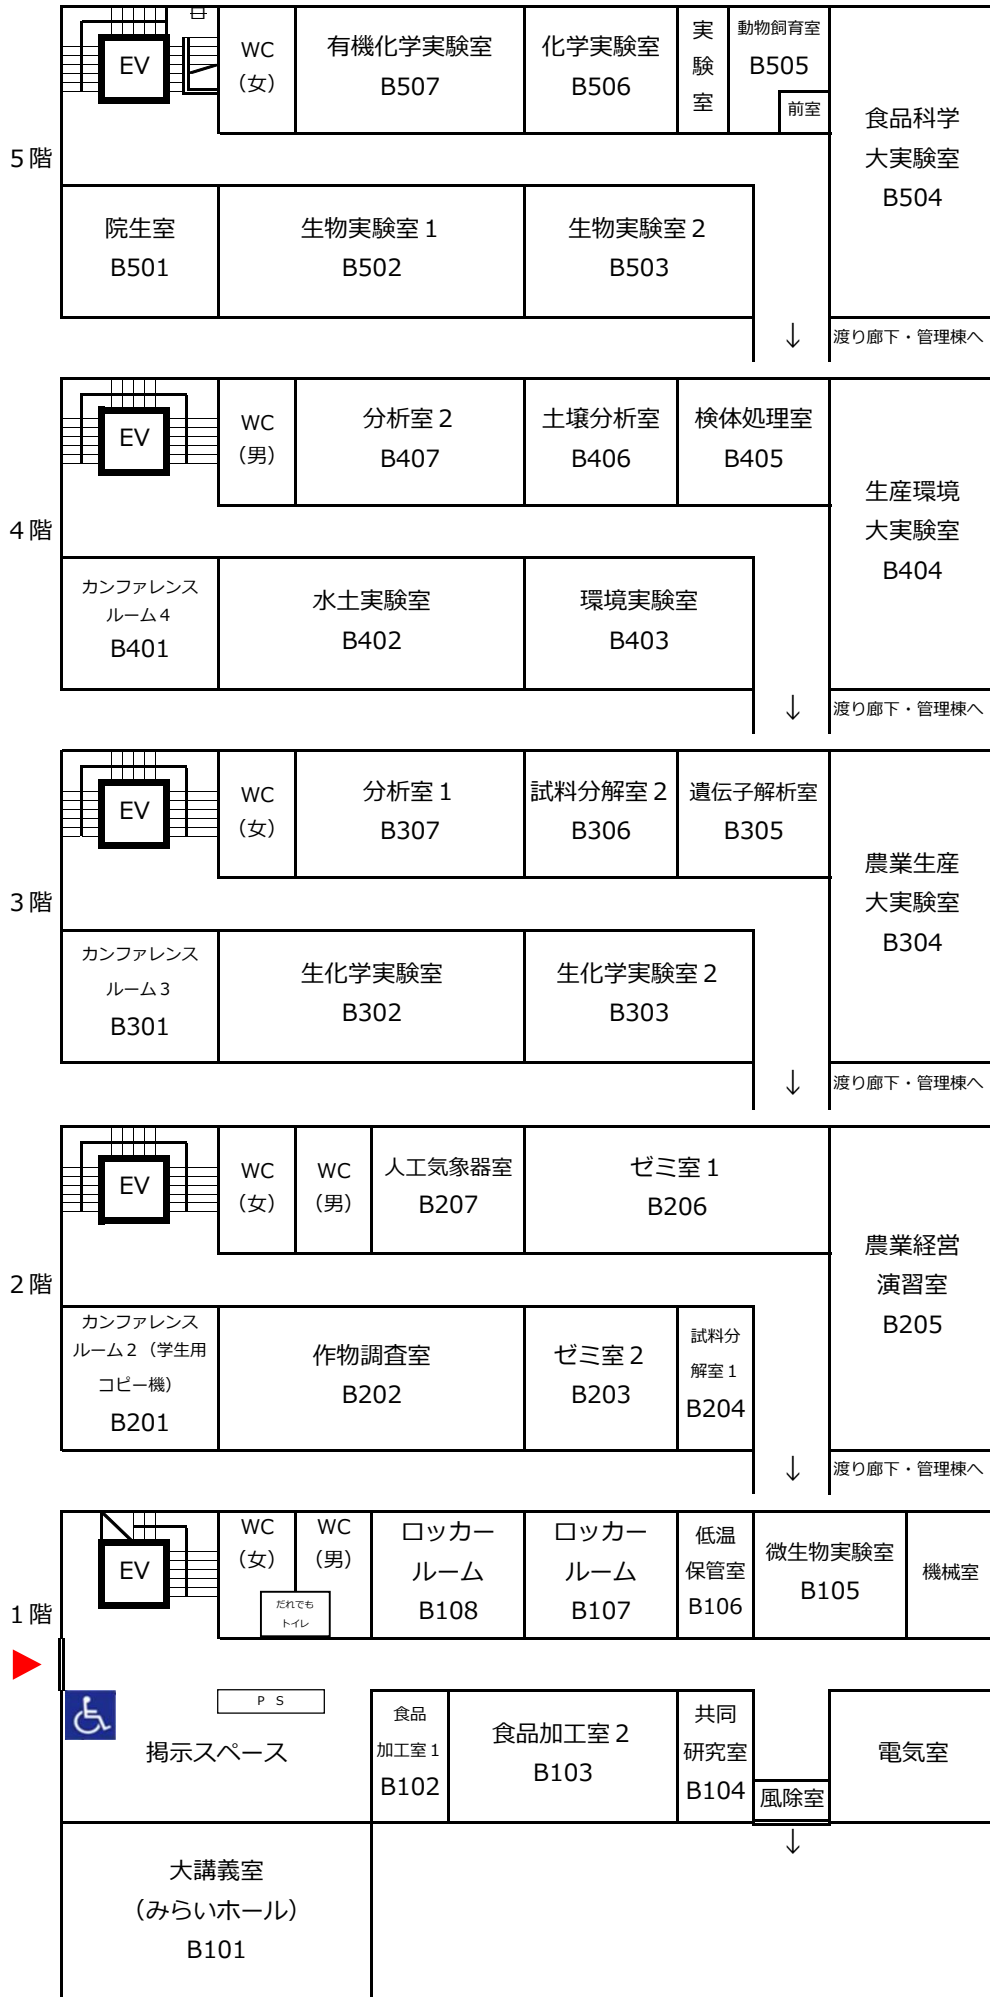 5階
EV
WC
（女）
有機化学実験室
B507
化学実験室
B506
実
験
室
動物飼育室
B505
前室
食品科学
大実験室
B504
院生室
B501
生物実験室１
B502
生物実験室２
B503
↓
渡り廊下・管理棟へ
4階
EV
WC
（男）
分析室２
B407
土壌分析室
B406
検体処理室
B405
生産環境
大実験室
B404
カンファレンス
ルーム４
B401
水土実験室
B402
環境実験室
B403
↓
渡り廊下・管理棟へ
3階
EV
WC
（女）
分析室１
B307
試料分解室２
B306
遺伝子解析室
B305
農業生産
大実験室
B304
カンファレンス
ルーム３
B301
生化学実験室
B302
生化学実験室２
B303
↓
渡り廊下・管理棟へ
2階
EV
WC
（女）
WC
（男）
人工気象器室
B207
ゼミ室１
B206
農業経営
演習室
B205
カンファレンス
ルーム２（学生用
コピー機）
B201
作物調査室
B202
ゼミ室２
B203
試料分
解室１
B204
↓
渡り廊下・管理棟へ
1階
EV
WC
（女）
WC
（男）
だれでも
トイレ
ロッカー
ルーム
B108
ロッカー
ルーム
B107
低温
保管室
B106
微生物実験室
B105
機械室
ＰＳ
掲示スペース
食品
加工室１
B102
食品加工室２
B103
共同
研究室
B104
風除室
↓
電気室
大講義室
（みらいホール）
B101